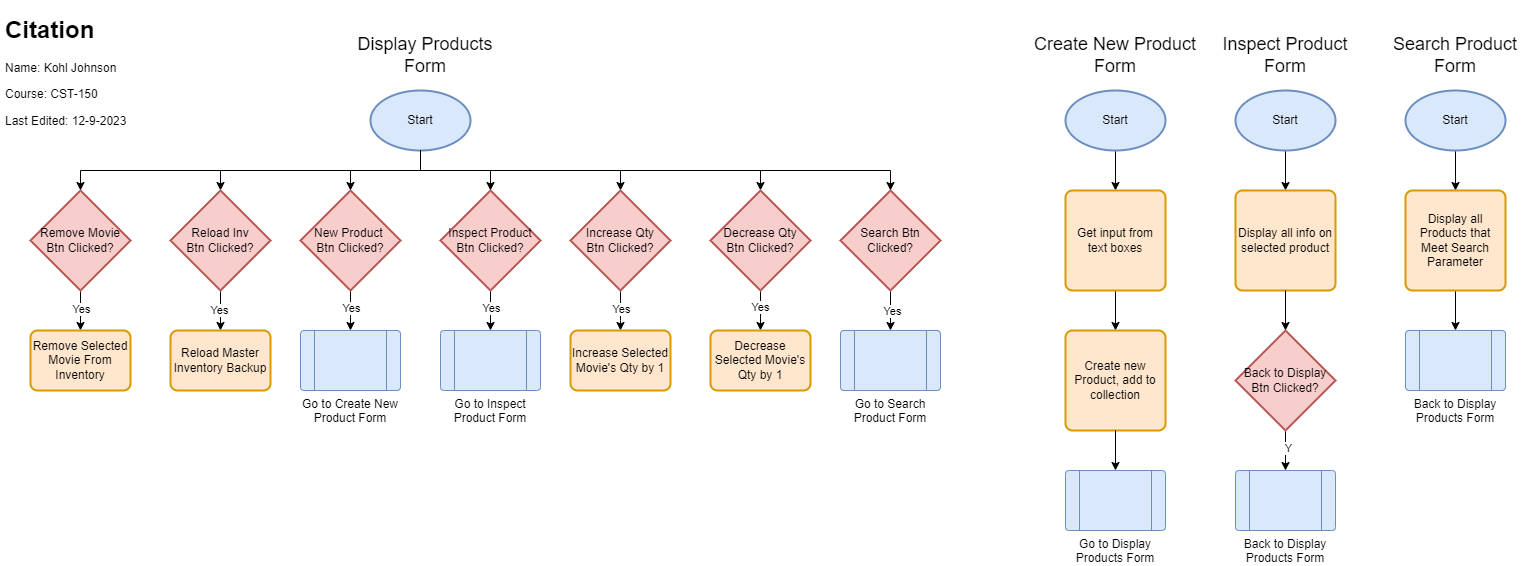 Citation
Name: Kohl Johnson
Course: CST-150
Last Edited: 12-9-2023
Display Products
Form
Start
Remove Movie
Btn Clicked?
Reload Inv
Btn Clicked?
New Product
Btn Clicked?
Inspect Product
Btn Clicked?
Increase Qty
Btn Clicked?
Decrease Qty
Btn Clicked?
Search Btn
Clicked?
Yes
Yes
Yes
Yes
Yes
Yes
Yes
Remove Selected
Movie From
Inventory
Reload Master
Inventory Backup
Go to Create New
Product Form
Go to Inspect
Product Form
Increase Selected
Movie's Qty by 1
Decrease
Selected Movie's
Qty by 1
Go to Search
Product Form
Create New Product
Form
Start
Get input from
text boxes
Create new
Product, add to
collection
Go to Display
Products Form
Inspect Product
Form
Start
Display all info on
selected product
Back to Display
Btn Clicked?
Y
Back to Display
Products Form
Search Product
Form
Start
Display all
Products that
Meet Search
Parameter
Back to Display
Products Form